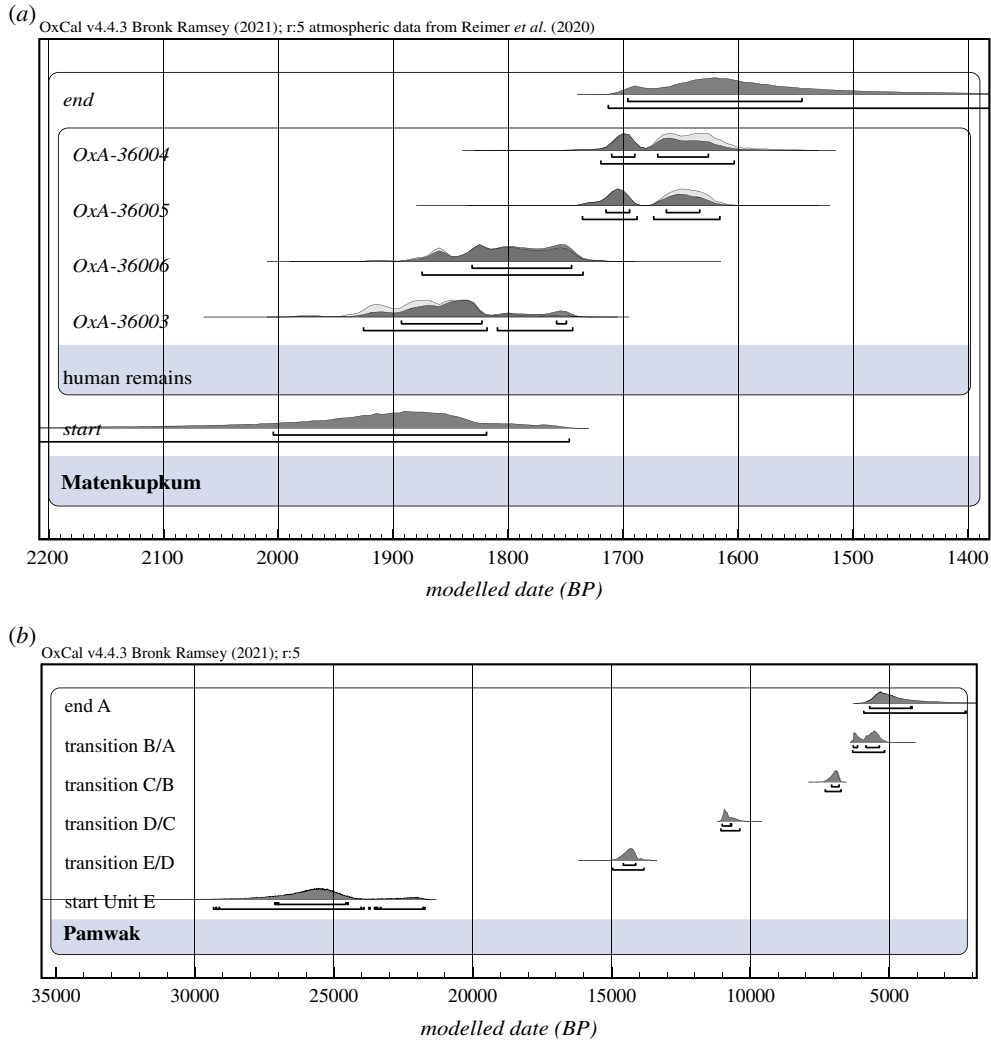 (a)
OxCal v4.4.3 Bronk Ramsey (2021); r:5 atmospheric data from Reimer et al. (2020)
end
OxA-36004
OxA-36005
OxA-36006
OxA-36003
human remains
start
Matenkupkum
2200 2100 2000 1900 1800 1700 1600 1500 1400
modelled date (BP)
(b)
OxCal v4.4.3 Bronk Ramsey (2021); r:5
end A
transition B/A
transition C/B
transition D/C
transition E/D
start Unit E
Pamwak
35000 30000 25000 20000 15000 10000 5000
modelled date (BP)